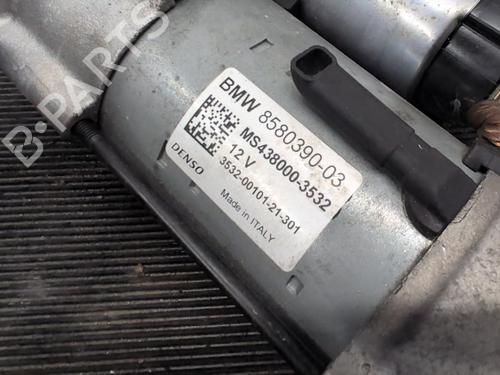 BMW 8580390-03
MS438000-3532
12 V
3532-00101-21-301
DENSO
Made in ITALY
B-Parts